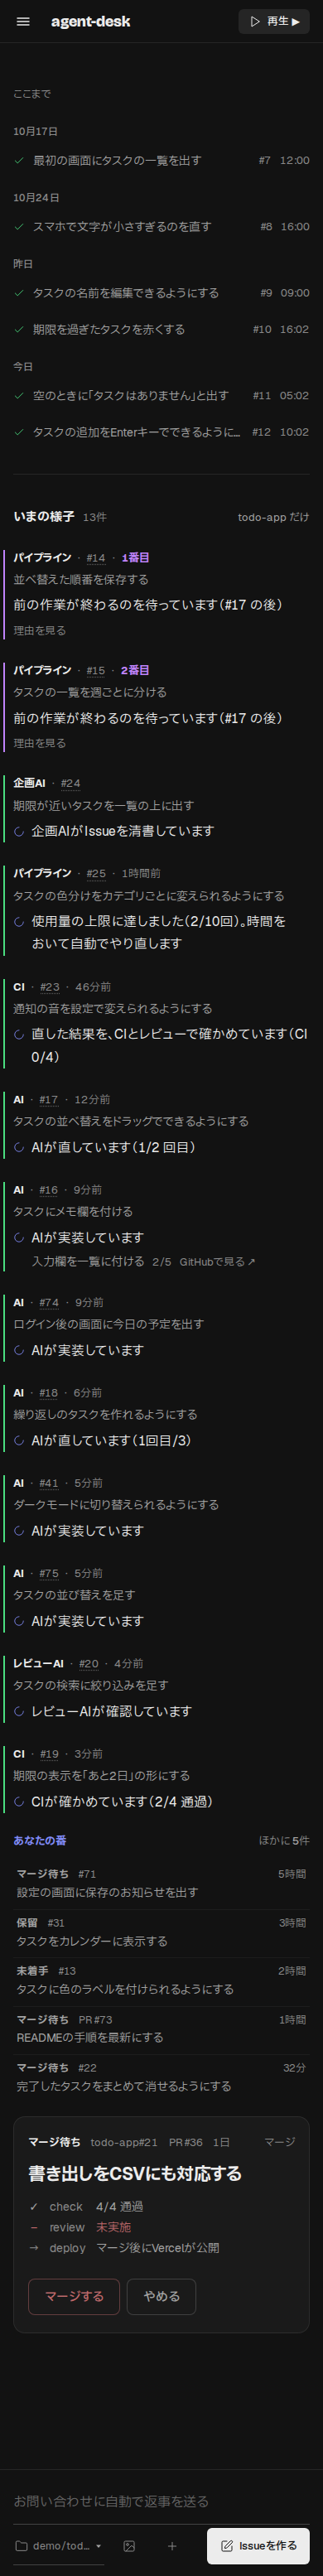 agent-desk
再生 ▶
ここまで
10月17日
最初の画面にタスクの一覧を出す #7 12:00
10月24日
スマホで文字が小さすぎるのを直す #8 16:00
昨日
タスクの名前を編集できるようにする #9 09:00
期限を過ぎたタスクを赤くする #10 16:02
今日
空のときに「タスクはありません」と出す #11 05:02
タスクの追加をEnterキーでできるように… #12 10:02
いまの様子 13件 todo-app だけ
パイプライン · #14 · 1番目
並べ替えた順番を保存する
前の作業が終わるのを待っています（#17 の後）
理由を見る
パイプライン · #15 · 2番目
タスクの一覧を週ごとに分ける
前の作業が終わるのを待っています（#17 の後）
理由を見る
企画AI · #24
期限が近いタスクを一覧の上に出す
企画AIがIssueを清書しています
パイプライン · #25 · 1時間前
タスクの色分けをカテゴリごとに変えられるようにする
使用量の上限に達しました（2/10回）。時間を
おいて自動でやり直します
CI · #23 · 46分前
通知の音を設定で変えられるようにする
直した結果を、CIとレビューで確かめています（CI
0/4）
AI · #17 · 12分前
タスクの並べ替えをドラッグでできるようにする
AIが直しています（1/2 回目）
AI · #16 · 9分前
タスクにメモ欄を付ける
AIが実装しています
入力欄を一覧に付ける 2/5 GitHubで見る ↗
AI · #74 · 9分前
ログイン後の画面に今日の予定を出す
AIが実装しています
AI · #18 · 6分前
繰り返しのタスクを作れるようにする
AIが直しています（1回目/3）
AI · #41 · 5分前
ダークモードに切り替えられるようにする
AIが実装しています
AI · #75 · 5分前
タスクの並び替えを足す
AIが実装しています
レビューAI · #20 · 4分前
タスクの検索に絞り込みを足す
レビューAIが確認しています
CI · #19 · 3分前
期限の表示を「あと2日」の形にする
CIが確かめています（2/4 通過）
あなたの番 ほかに 5件
マージ待ち #71 5時間
設定の画面に保存のお知らせを出す
保留 #31 3時間
タスクをカレンダーに表示する
未着手 #13 2時間
タスクに色のラベルを付けられるようにする
マージ待ち PR #73 1時間
READMEの手順を最新にする
マージ待ち #22 32分
完了したタスクをまとめて消せるようにする
マージ待ち todo-app#21 PR #36 1日 マージ
書き出しをCSVにも対応する
✓ check 4/4 通過
– review 未実施
→ deploy マージ後にVercelが公開
マージする やめる
お問い合わせに自動で返事を送る
demo/tod… Issueを作る